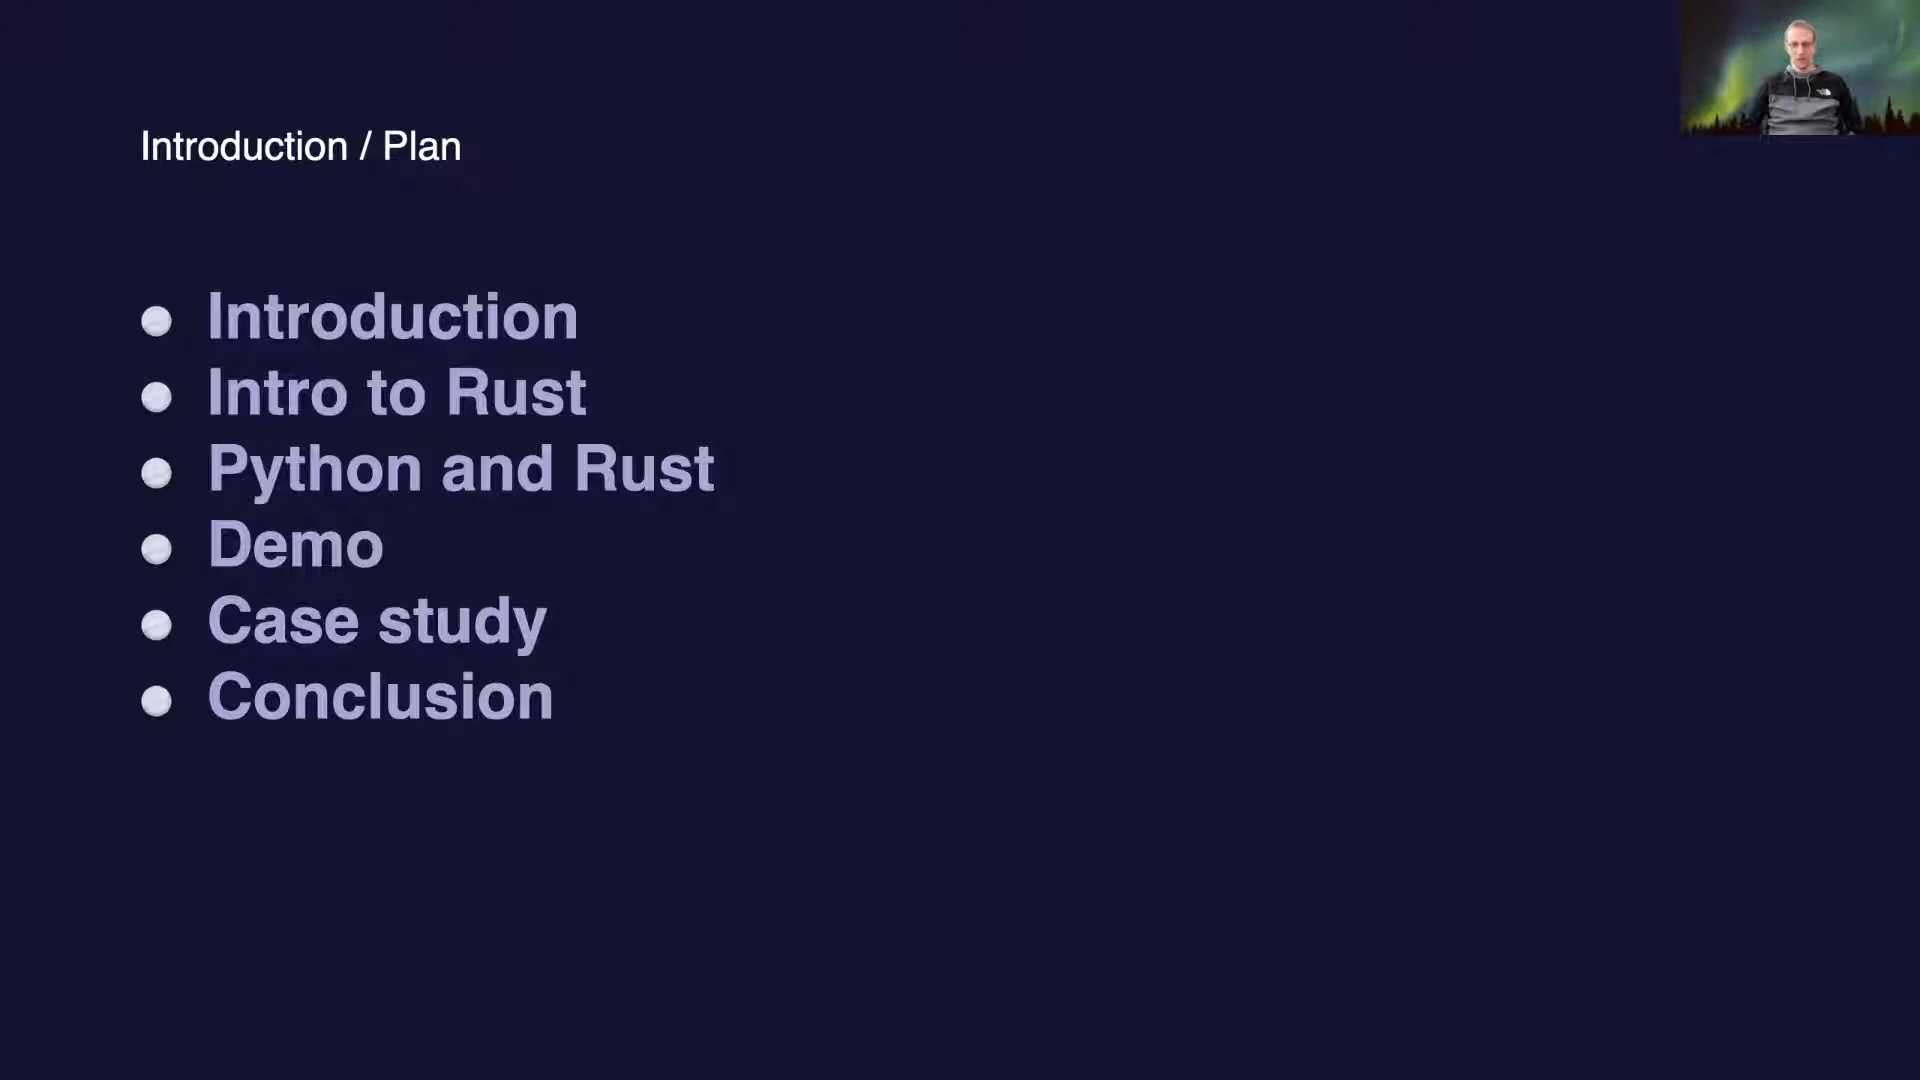 Introduction / Plan
Introduction
Intro to Rust
Python and Rust
Demo
Case study
Conclusion